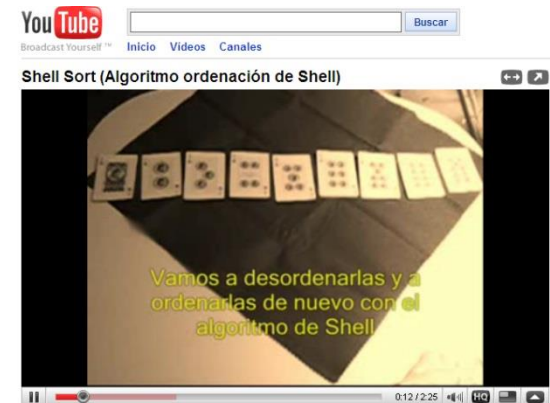 You Tube
Buscar
Broadcast Yourself ™
Inicio Videos Canales
Shell Sort (Algoritmo ordenación de Shell)
Vamos a desordenarlas y a
ordenarlas de nuevo con el
algoritmo de Shell
0:12 / 2:25 HQ